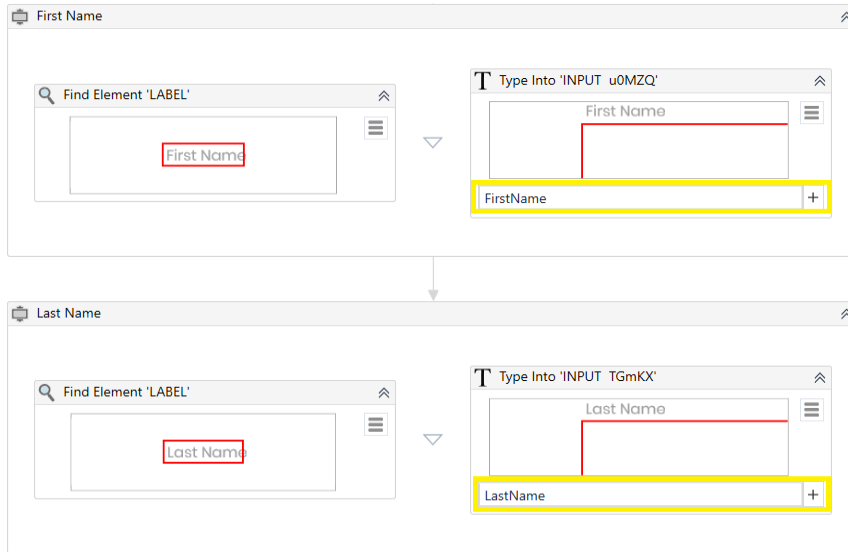 First Name
Find Element 'LABEL'
First Name
Type Into 'INPUT u0MZQ'
First Name
FirstName
Last Name
Find Element 'LABEL'
Last Name
Type Into 'INPUT TGmKX'
Last Name
LastName